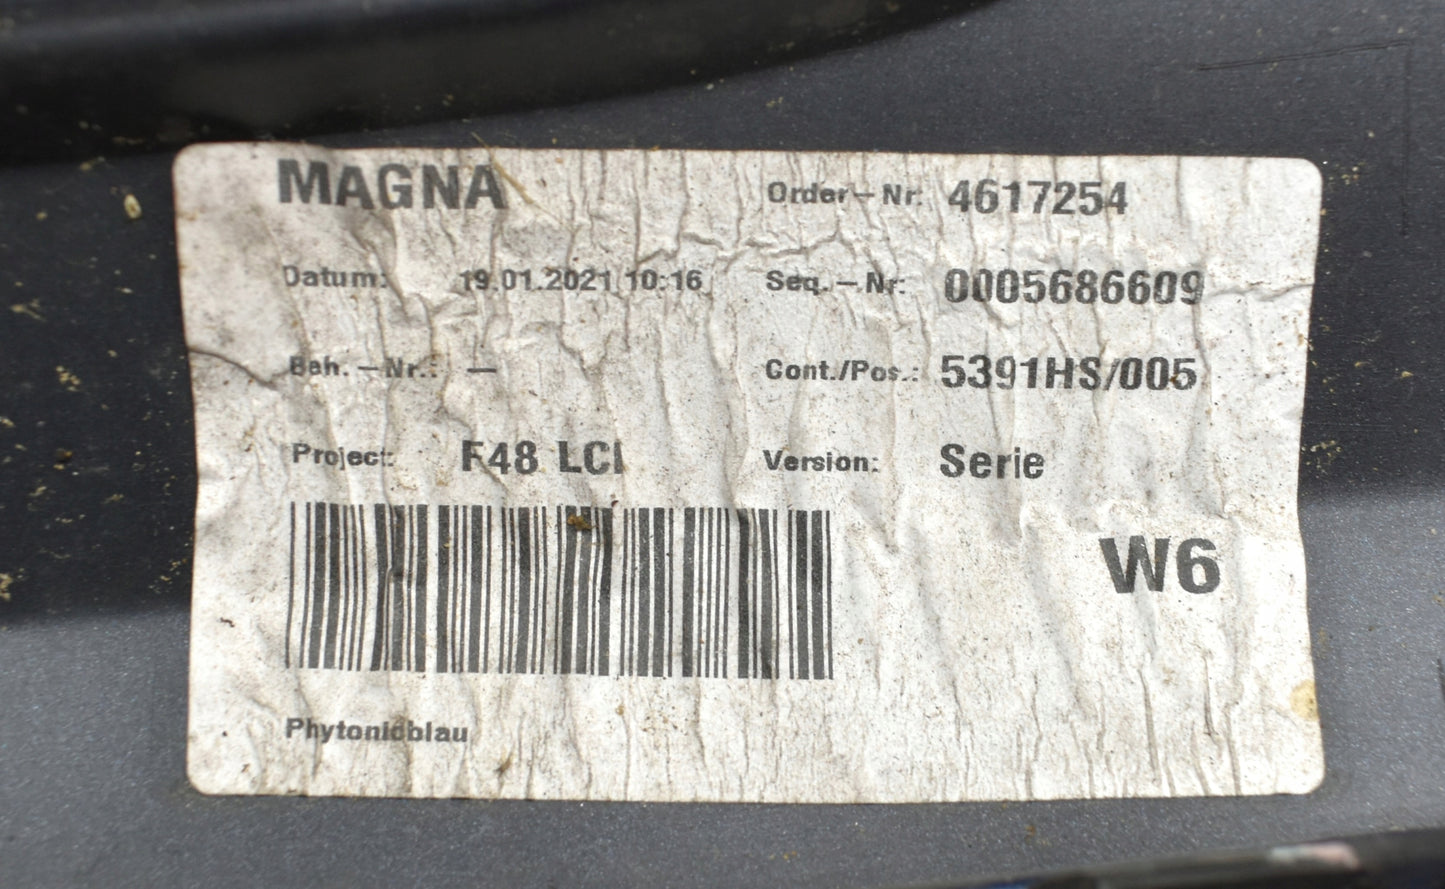 MAGNA Order-Nr: 4617254
Datum: 19.01.2021 10:16 Seq.-Nr: 0005686609
Beh.-Nr.: - Cont./Pos.: 5391HS/005
Project: F48 LCI Version: Serie
W6
Phytonicblau